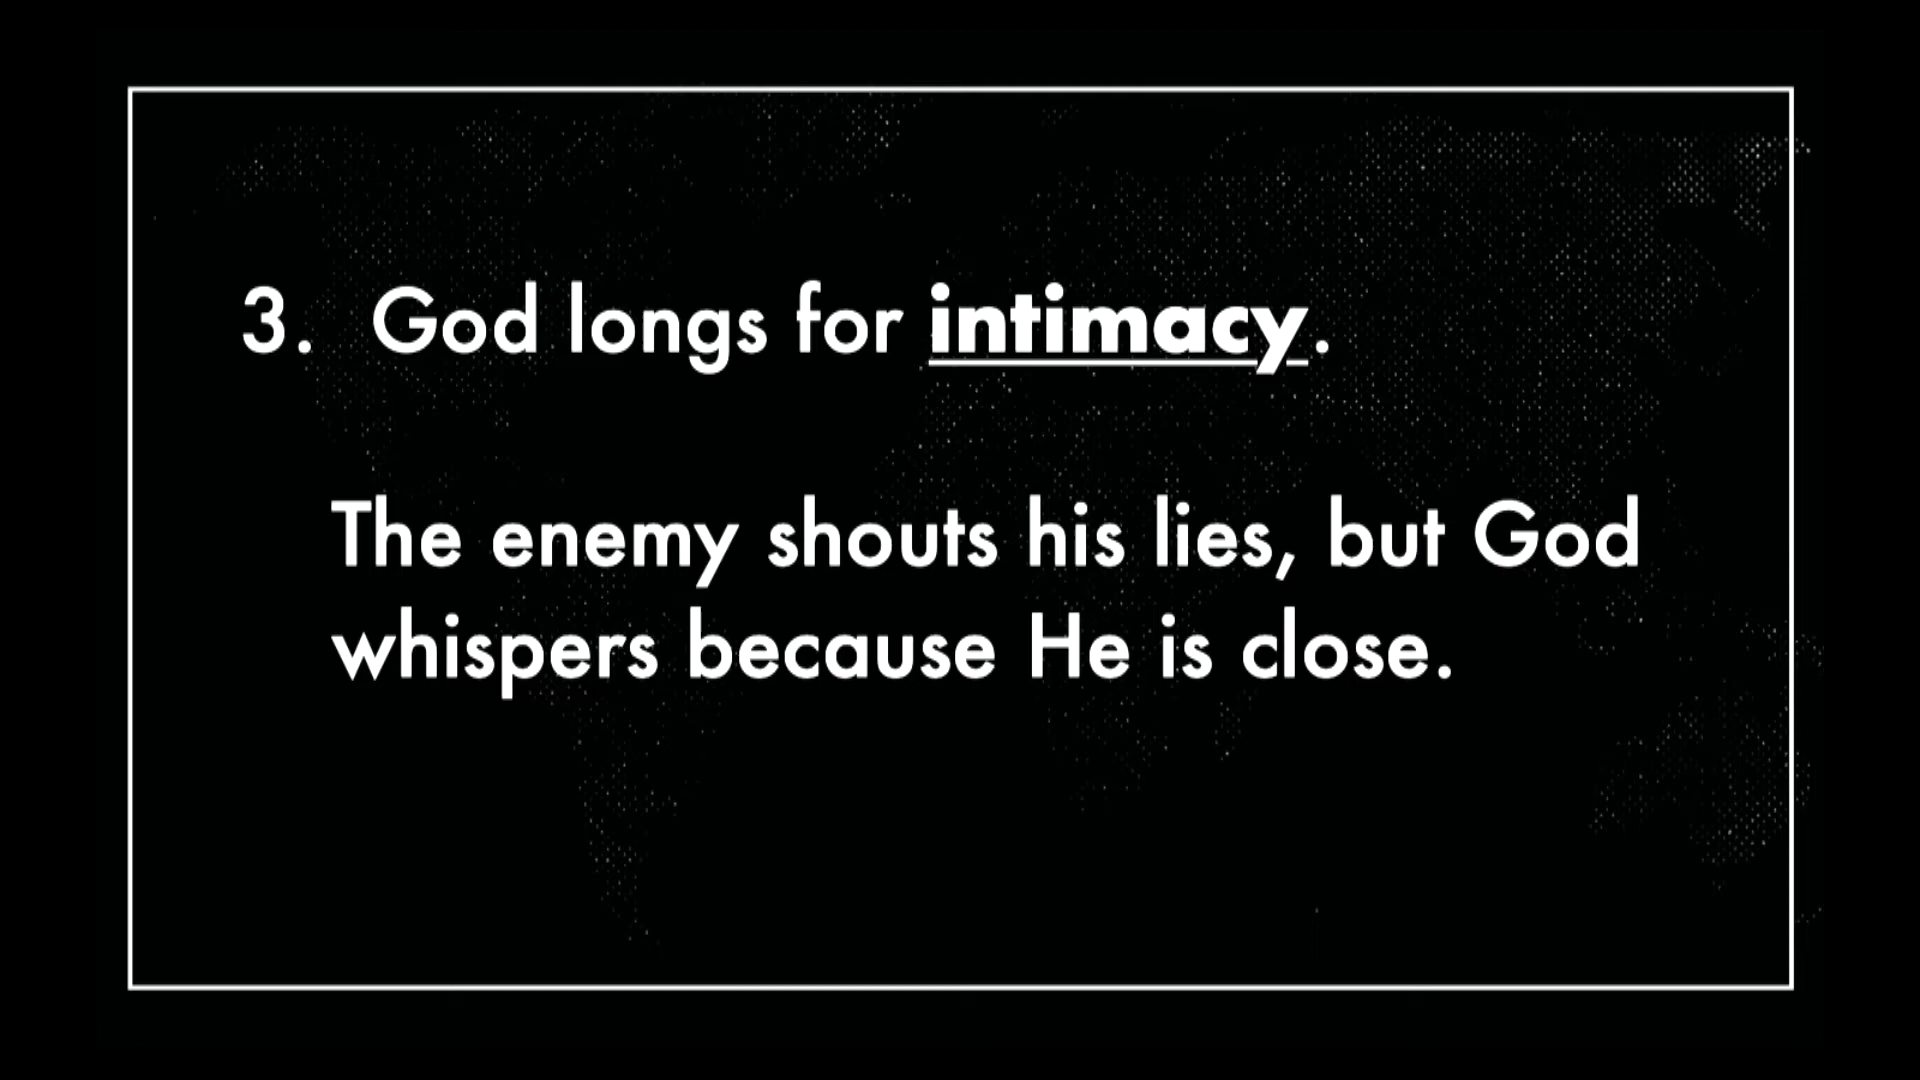 3. God longs for intimacy.
The enemy shouts his lies, but God
whispers because He is close.